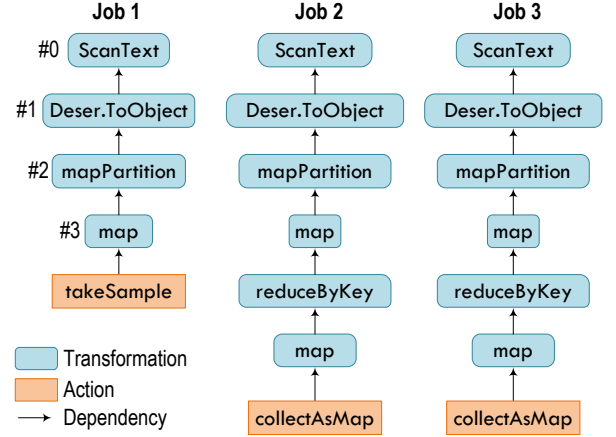 Job 1
Job 2
Job 3
#0
ScanText
ScanText
ScanText
#1
Deser.ToObject
Deser.ToObject
Deser.ToObject
#2
mapPartition
mapPartition
mapPartition
#3
map
map
map
takeSample
reduceByKey
reduceByKey
map
map
collectAsMap
collectAsMap
Transformation
Action
Dependency